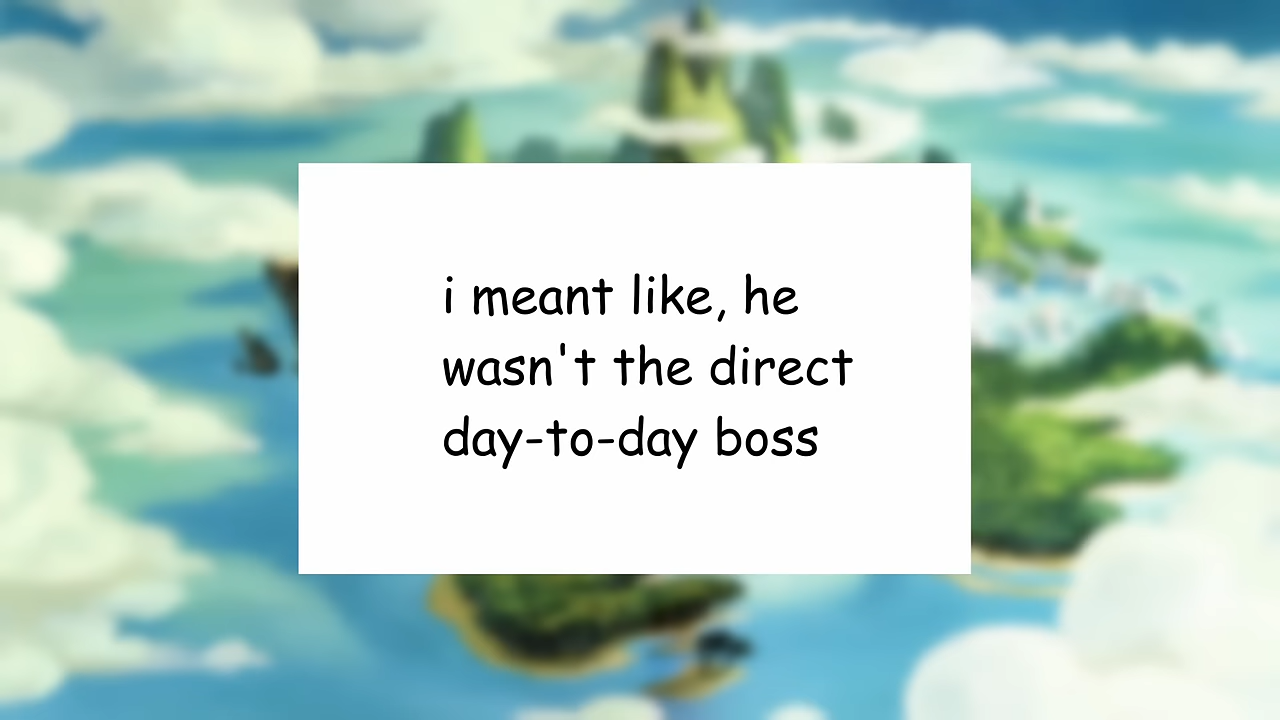 i meant like, he
wasn't the direct
day-to-day boss